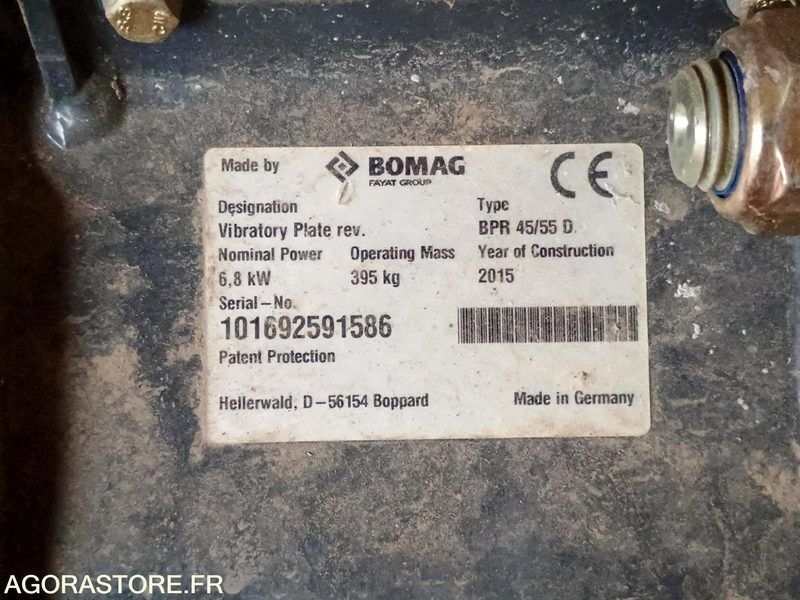 Made by BOMAG
FAYAT GROUP
CE
Designation Type
Vibratory Plate rev. BPR 45/55 D
Nominal Power Operating Mass Year of Construction
6,8 kW 395 kg 2015
Serial-No.
101692591586
Patent Protection
Hellerwald, D-56154 Boppard Made in Germany
AGORASTORE.FR